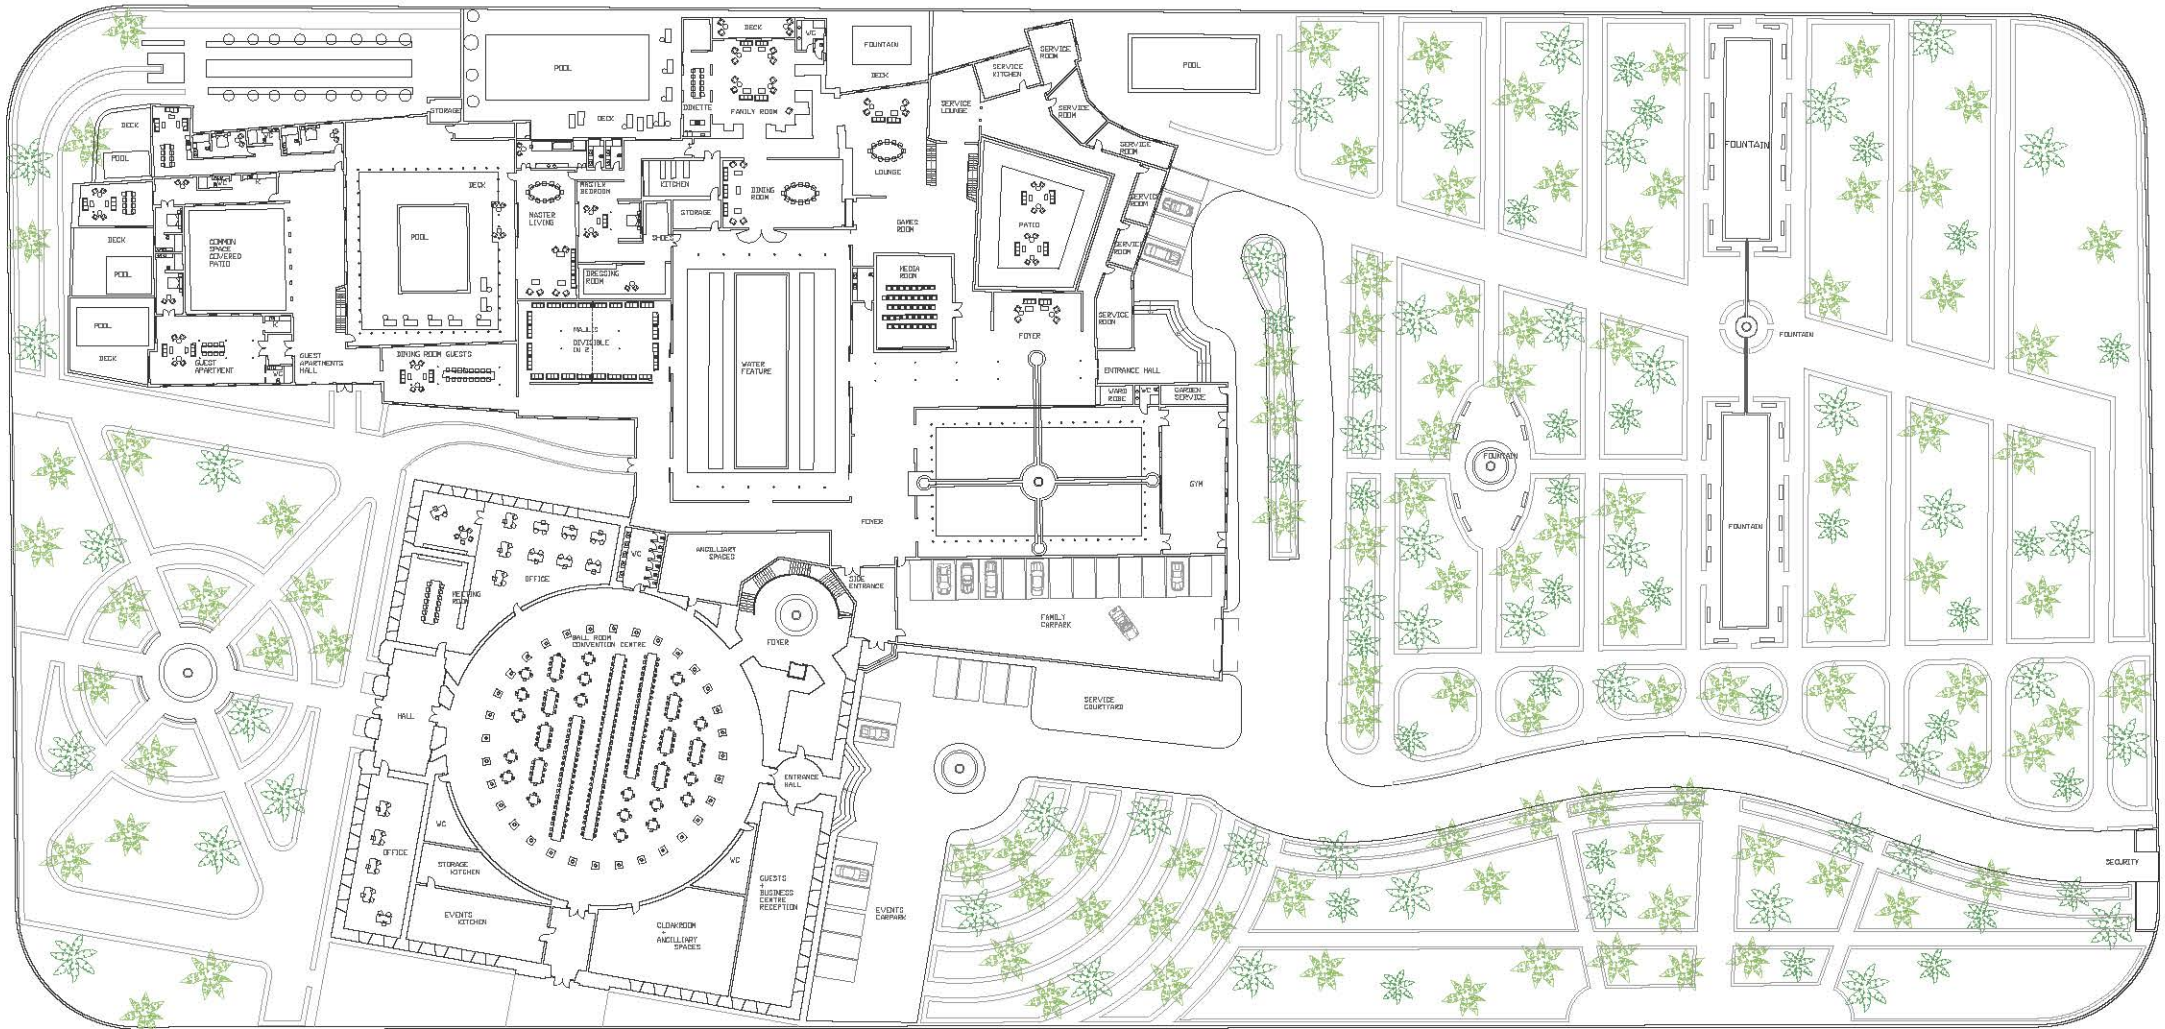 DECK
WC
FOUNTAIN
DECK
SERVICE
ROOM
SERVICE
KITCHEN
POOL
POOL
DINETTE
FAMILY ROOM
STORAGE
DECK
SERVICE
LOUNGE
SERVICE
ROOM
SERVICE
ROOM
DECK
POOL
WC
DECK
POOL
MASTER
BEDROOM
KITCHEN
DINING
ROOM
LOUNGE
STORAGE
MASTER
LIVING
SHOES
GAMES
ROOM
PATIO
SERVICE
ROOM
SERVICE
ROOM
FOUNTAIN
DECK
POOL
COMMON
SPACE
COVERED
PATIO
DRESSING
ROOM
MEDIA
ROOM
POOL
DECK
GUEST
APARTMENT
WC
GUEST
APARTMENTS
HALL
DINING ROOM GUESTS
MAJLIS
DIVISIBLE
IN 2
WATER
FEATURE
FOYER
SERVICE
ROOM
ENTRANCE HALL
WARD
ROBE
WC
GARDEN
SERVICE
FOUNTAIN
FOUNTAIN
FOUNTAIN
GYM
FOYER
OFFICE
WC
ANCILLIARY
SPACES
SIDE
ENTRANCE
MEETING
ROOM
FAMILY
CARPARK
BALL ROOM
CONVENTION CENTRE
FOYER
SERVICE
COURTYARD
HALL
ENTRANCE
HALL
WC
OFFICE
STORAGE
KITCHEN
WC
EVENTS
KITCHEN
GUESTS
+
BUSINESS
CENTRE
RECEPTION
CLOAKROOM
+
ANCILLIARY
SPACES
EVENTS
CARPARK
SECURITY